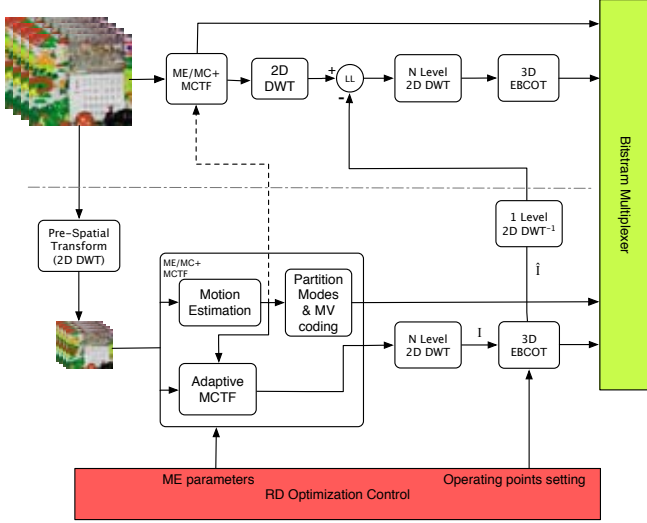 ME/MC+
MCTF
2D
DWT
+
LL
-
N Level
2D DWT
3D
EBCOT
Bitstram Multiplexer
Pre-Spatial
Transform
(2D DWT)
1 Level
2D DWT⁻¹
Î
ME/MC+
MCTF
Motion
Estimation
Partition
Modes
& MV
coding
Adaptive
MCTF
N Level
2D DWT
I
3D
EBCOT
ME parameters
Operating points setting
RD Optimization Control